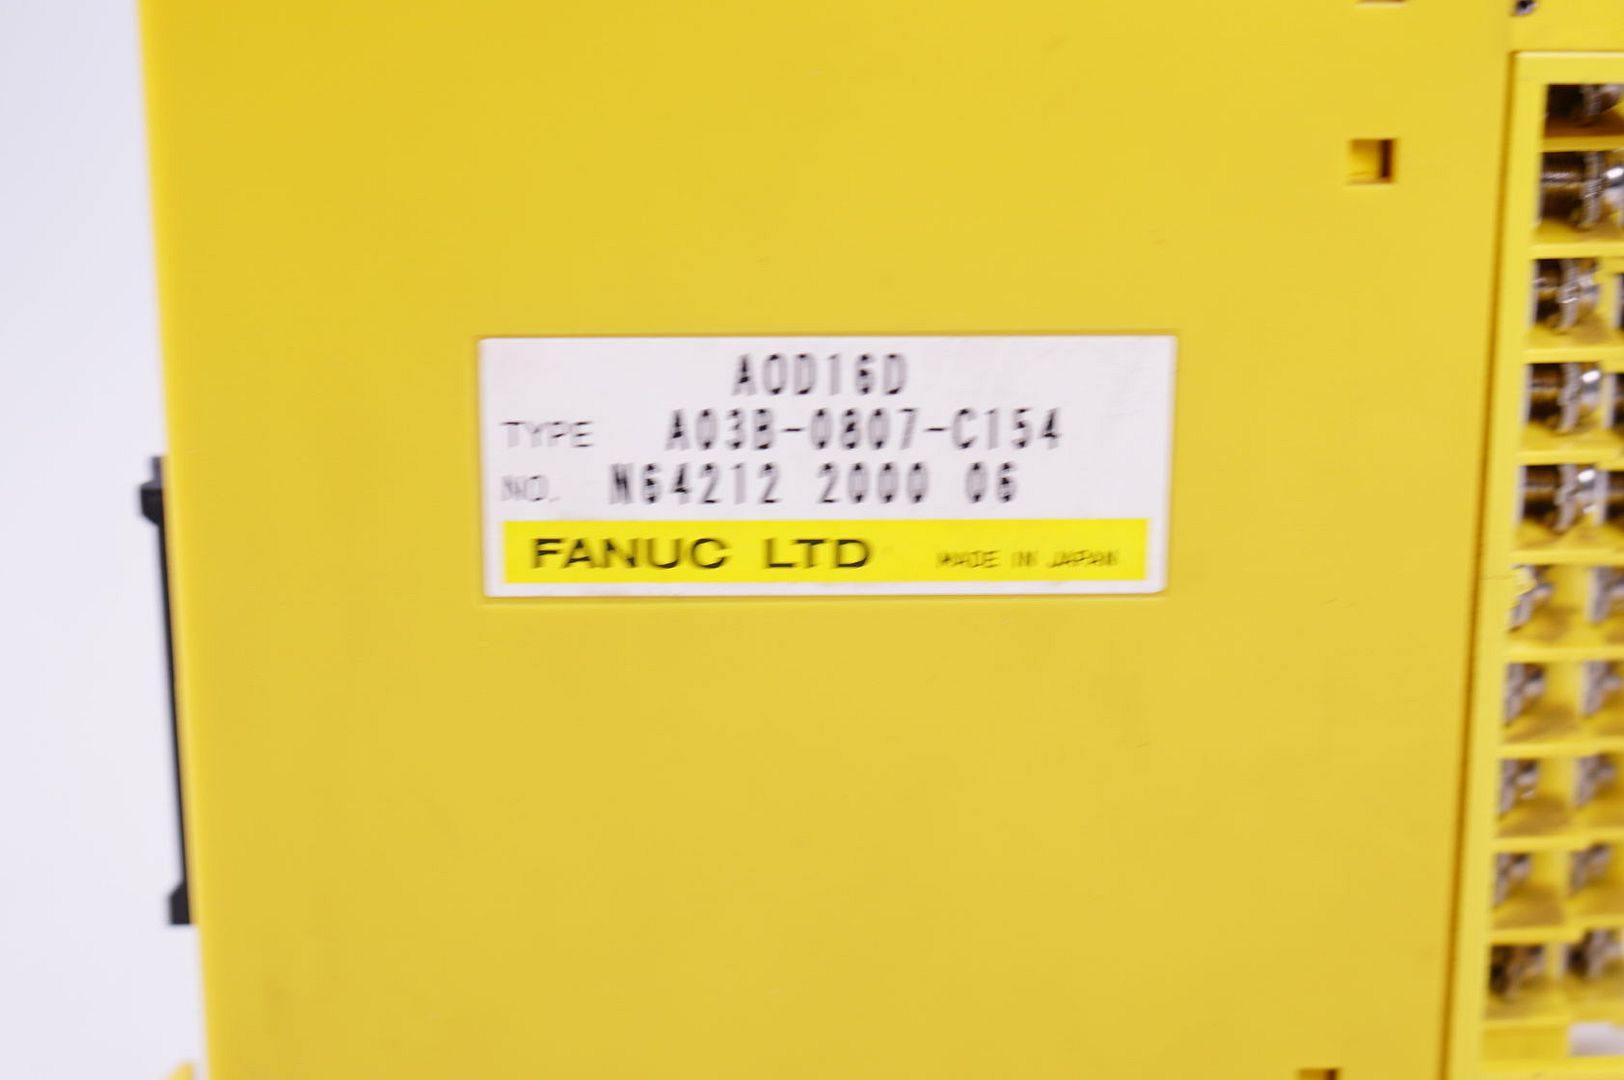 AOD16D
TYPE A03B-0807-C154
NO. N64212 2000 06
FANUC LTD MADE IN JAPAN